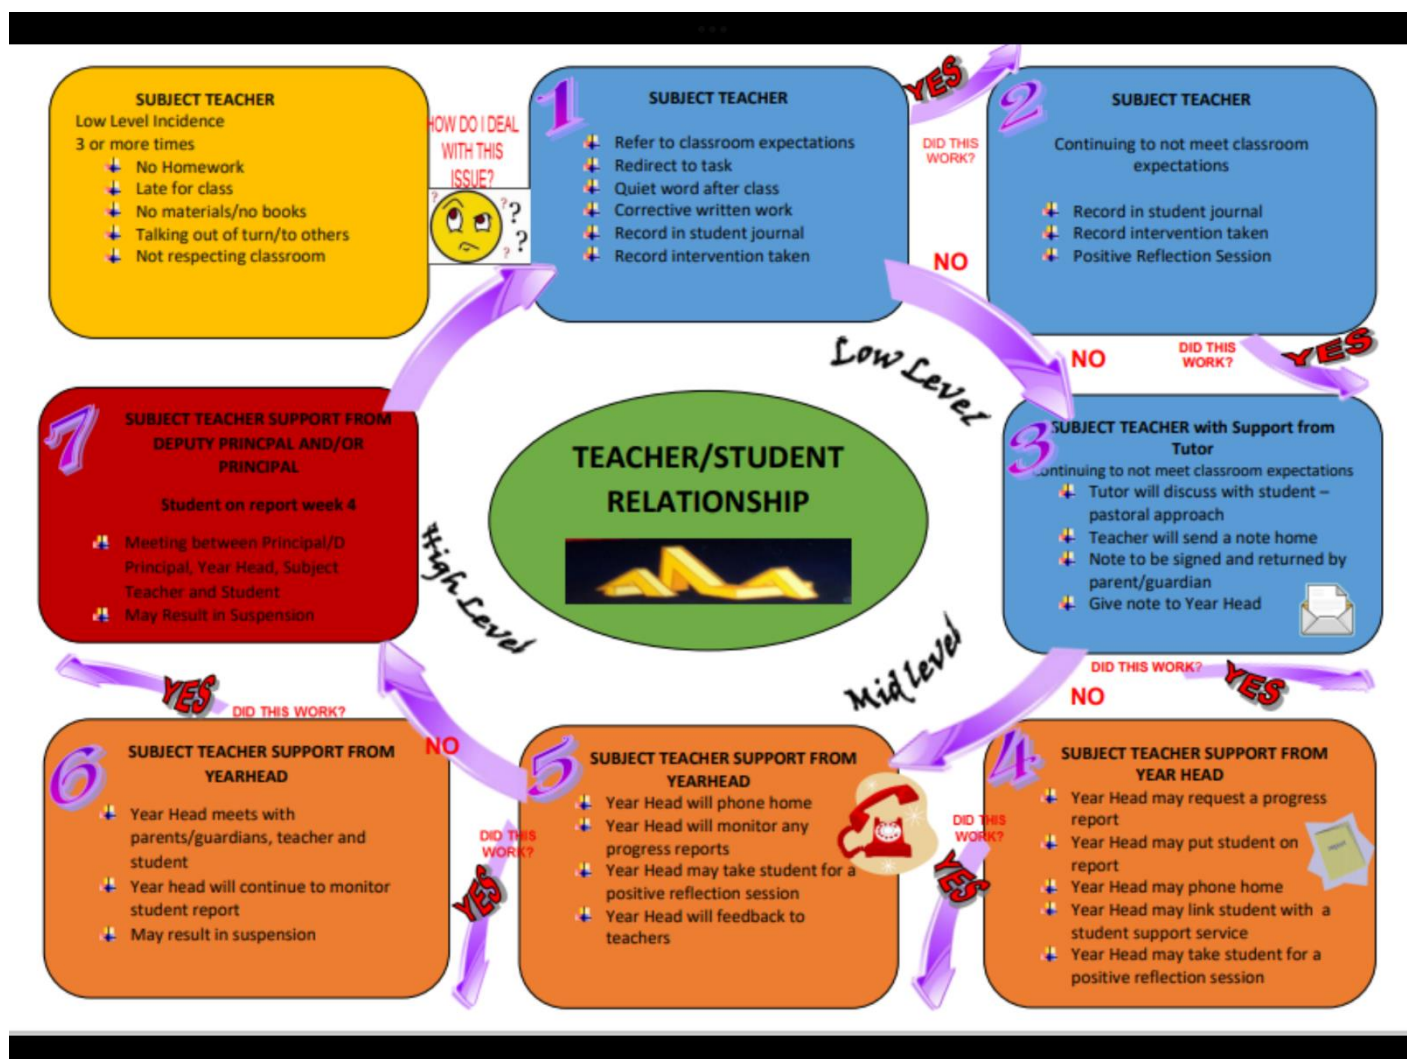 SUBJECT TEACHER
Low Level Incidence
3 or more times
No Homework
Late for class
No materials/no books
Talking out of turn/to others
Not respecting classroom
HOW DO I DEAL
WITH THIS
ISSUE?
? ? ? ? ? ?
1
SUBJECT TEACHER
Refer to classroom expectations
Redirect to task
Quiet word after class
Corrective written work
Record in student journal
Record intervention taken
YES
DID THIS
WORK?
NO
2
SUBJECT TEACHER
Continuing to not meet classroom
expectations
Record in student journal
Record intervention taken
Positive Reflection Session
NO
DID THIS
WORK?
YES
Low Level
3
SUBJECT TEACHER with Support from
Tutor
Continuing to not meet classroom expectations
Tutor will discuss with student –
pastoral approach
Teacher will send a note home
Note to be signed and returned by
parent/guardian
Give note to Year Head
DID THIS WORK?
YES
NO
Mid level
TEACHER/STUDENT
RELATIONSHIP
4
SUBJECT TEACHER SUPPORT FROM
YEAR HEAD
Year Head may request a progress
report
Year Head may put student on
report
Year Head may phone home
Year Head may link student with a
student support service
Year Head may take student for a
positive reflection session
report
DID THIS
WORK?
YES
5
SUBJECT TEACHER SUPPORT FROM
YEARHEAD
Year Head will phone home
Year Head will monitor any
progress reports
Year Head may take student for a
positive reflection session
Year Head will feedback to
teachers
DID THIS
WORK?
YES
NO
6
SUBJECT TEACHER SUPPORT FROM
YEARHEAD
Year Head meets with
parents/guardians, teacher and
student
Year head will continue to monitor
student report
May result in suspension
YES
DID THIS WORK?
High Level
7
SUBJECT TEACHER SUPPORT FROM
DEPUTY PRINCPAL AND/OR
PRINCIPAL
Student on report week 4
Meeting between Principal/D
Principal, Year Head, Subject
Teacher and Student
May Result in Suspension